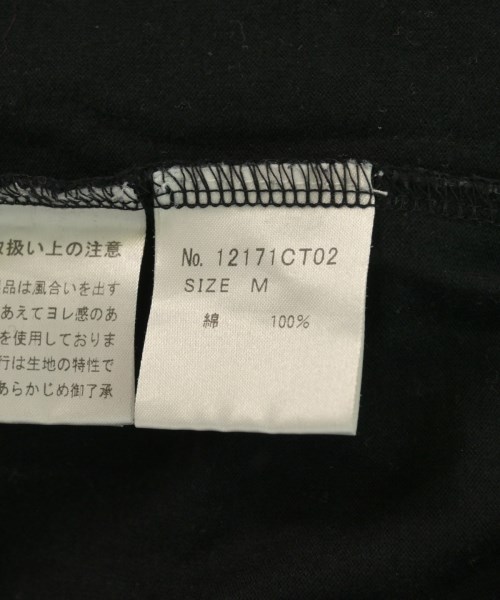 取扱い上の注意
品は風合いを出す
あえてヨレ感のあ
を使用しておりま
行は生地の特性で
あらかじめ御了承
No. 12171CT02
SIZE M
綿 100%